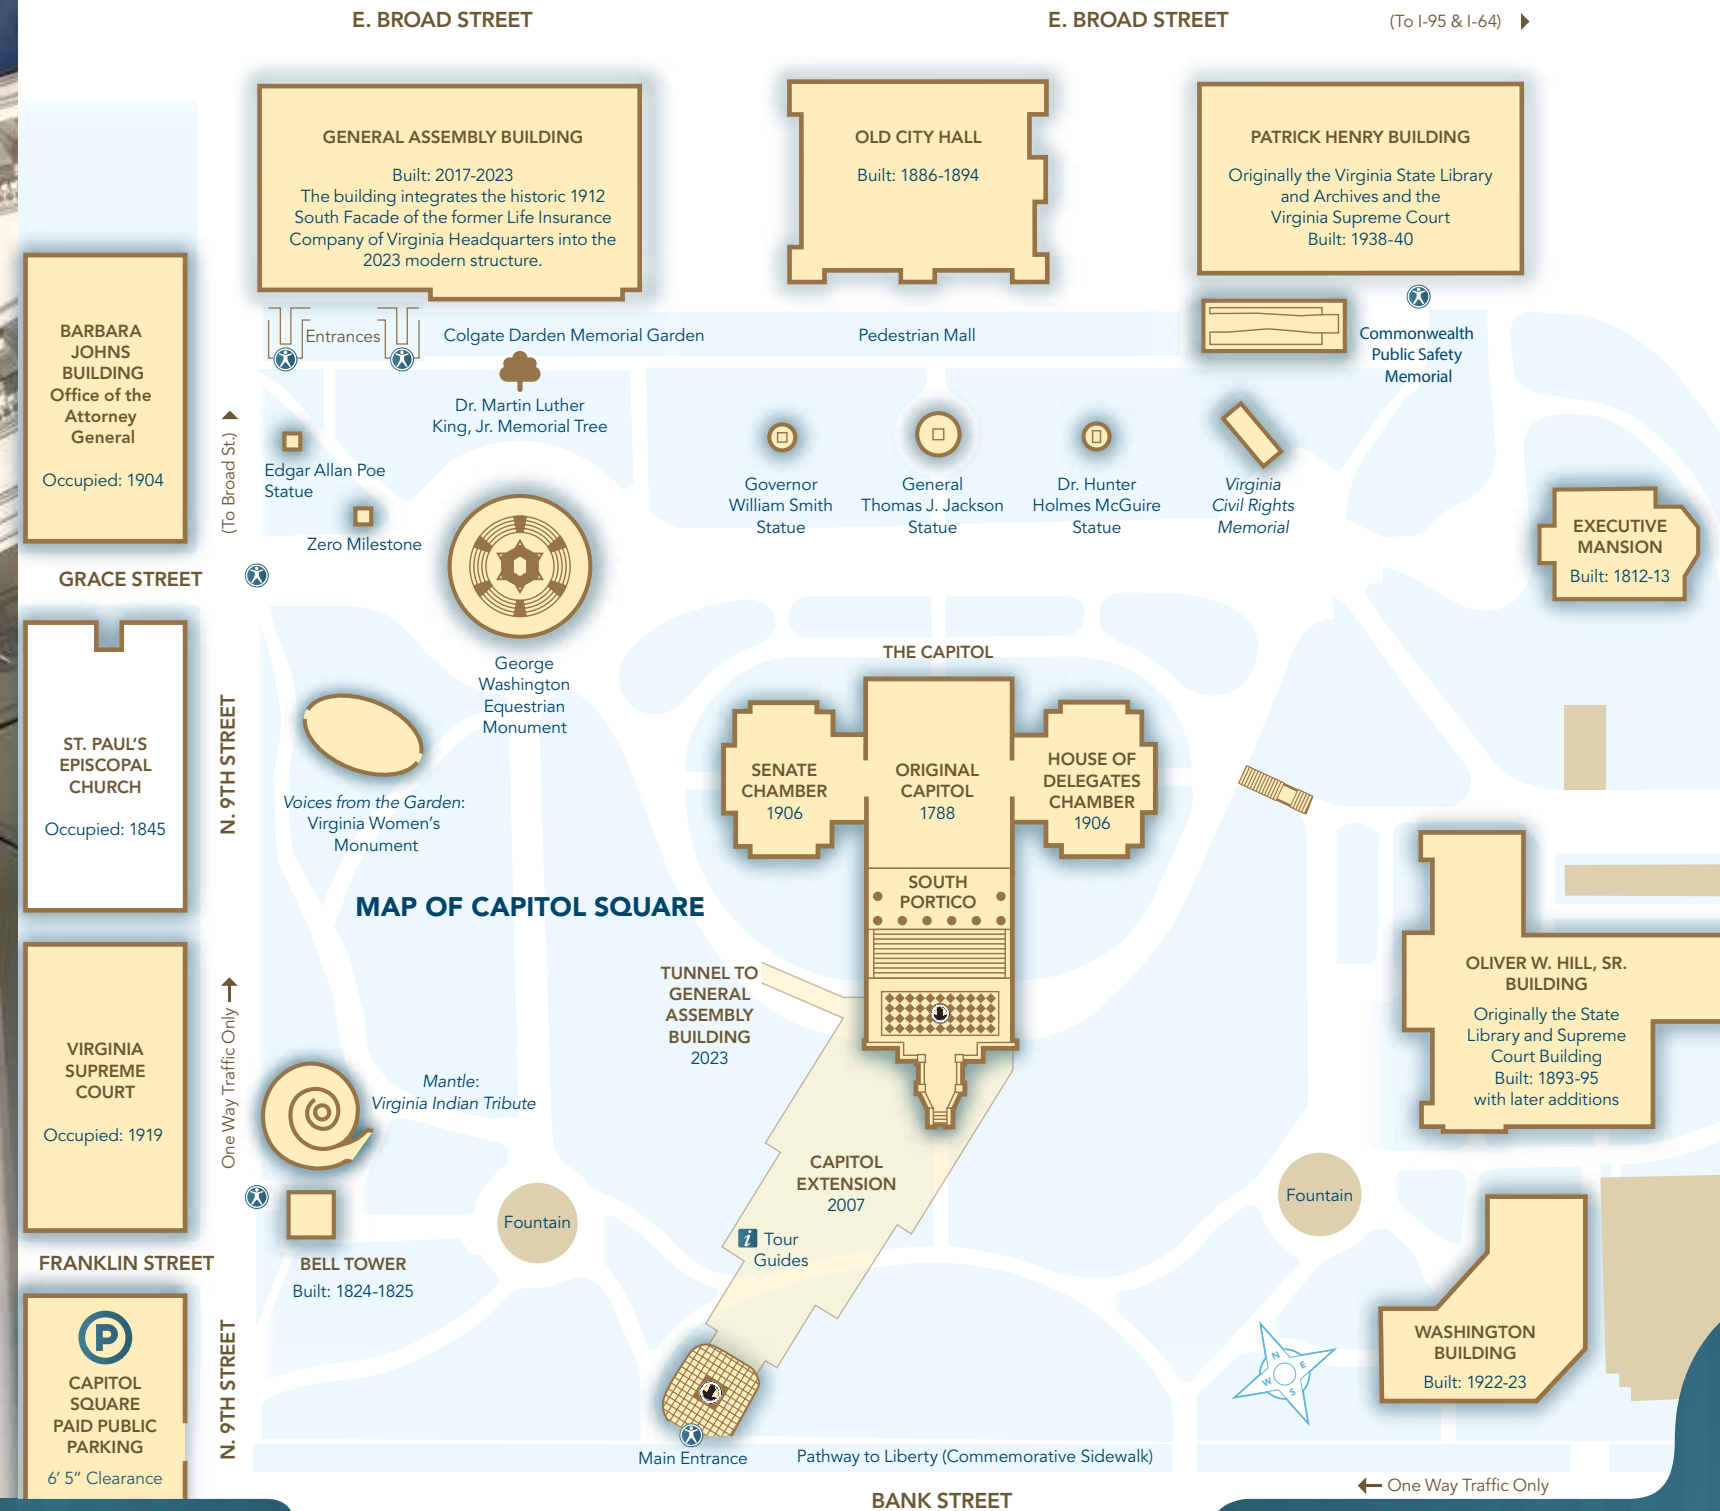 E. BROAD STREET
E. BROAD STREET
(To I-95 & I-64)
GENERAL ASSEMBLY BUILDING
Built: 2017-2023
The building integrates the historic 1912
South Facade of the former Life Insurance
Company of Virginia Headquarters into the
2023 modern structure.
OLD CITY HALL
Built: 1886-1894
PATRICK HENRY BUILDING
Originally the Virginia State Library
and Archives and the
Virginia Supreme Court
Built: 1938-40
BARBARA
JOHNS
BUILDING
Office of the
Attorney
General
Occupied: 1904
(To Broad St.)
Entrances
Colgate Darden Memorial Garden
Pedestrian Mall
Commonwealth
Public Safety
Memorial
Dr. Martin Luther
King, Jr. Memorial Tree
Edgar Allan Poe
Statue
Zero Milestone
Governor
William Smith
Statue
General
Thomas J. Jackson
Statue
Dr. Hunter
Holmes McGuire
Statue
Virginia
Civil Rights
Memorial
EXECUTIVE
MANSION
Built: 1812-13
GRACE STREET
George
Washington
Equestrian
Monument
THE CAPITOL
ST. PAUL'S
EPISCOPAL
CHURCH
Occupied: 1845
N. 9TH STREET
Voices from the Garden:
Virginia Women's
Monument
SENATE
CHAMBER
1906
ORIGINAL
CAPITOL
1788
HOUSE OF
DELEGATES
CHAMBER
1906
SOUTH
PORTICO
MAP OF CAPITOL SQUARE
TUNNEL TO
GENERAL
ASSEMBLY
BUILDING
2023
OLIVER W. HILL, SR.
BUILDING
Originally the State
Library and Supreme
Court Building
Built: 1893-95
with later additions
VIRGINIA
SUPREME
COURT
Occupied: 1919
One Way Traffic Only
Mantle:
Virginia Indian Tribute
CAPITOL
EXTENSION
2007
i Tour
Guides
Fountain
Fountain
FRANKLIN STREET
BELL TOWER
Built: 1824-1825
P
CAPITOL
SQUARE
PAID PUBLIC
PARKING
6' 5" Clearance
N. 9TH STREET
N
E
W
S
WASHINGTON
BUILDING
Built: 1922-23
Main Entrance
Pathway to Liberty (Commemorative Sidewalk)
One Way Traffic Only
BANK STREET